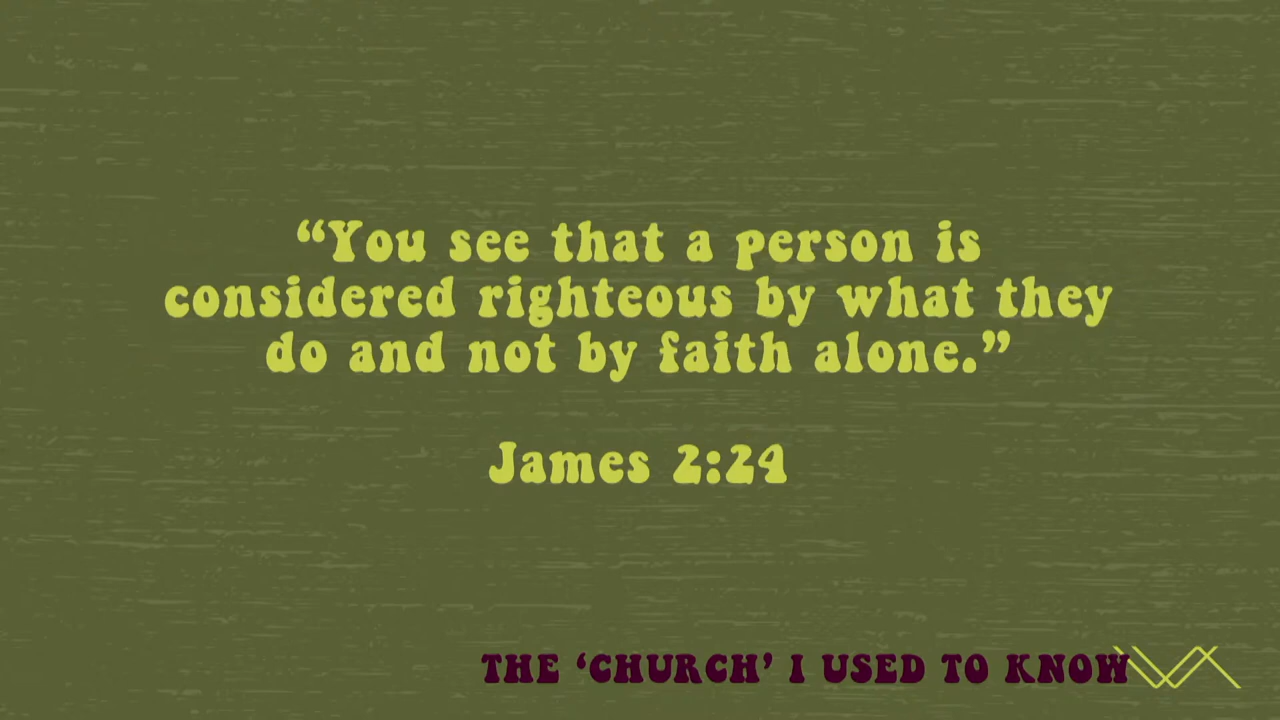 “You see that a person is
considered righteous by what they
do and not by faith alone.”
James 2:24
THE ‘CHURCH’ I USED TO KNOW